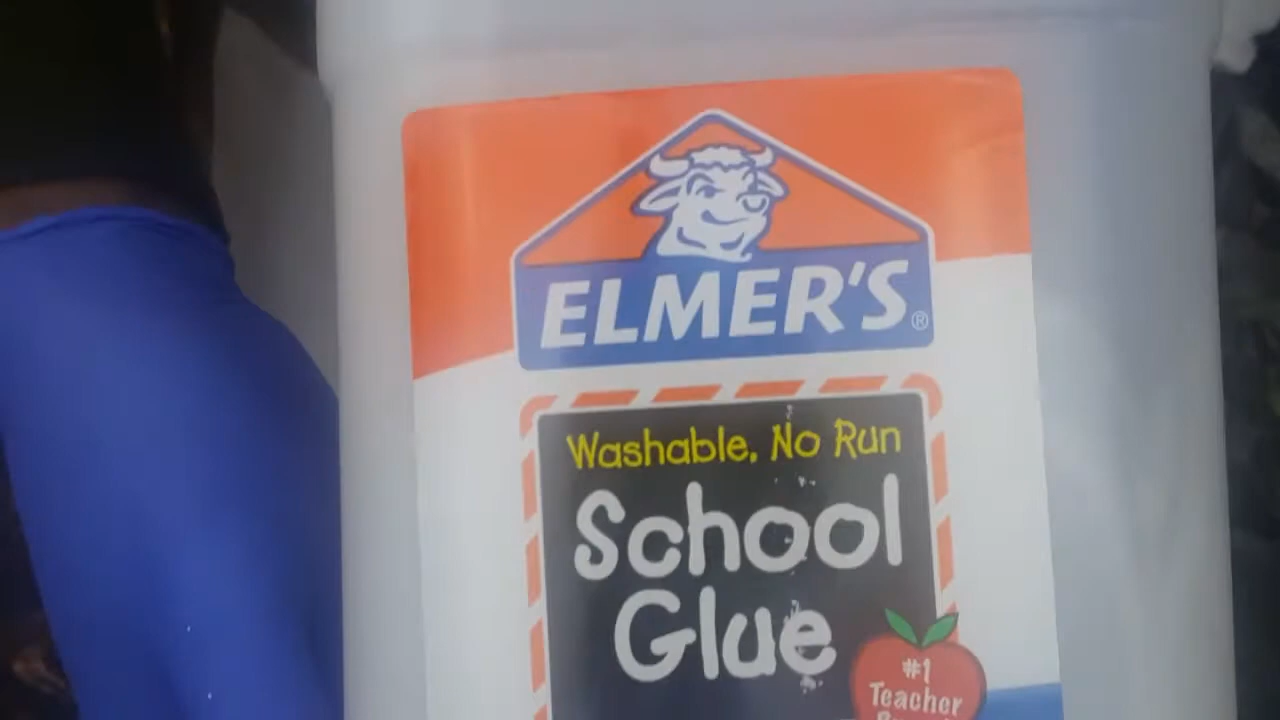 ELMER'S®
Washable, No Run
School
Glue
#1
Teacher